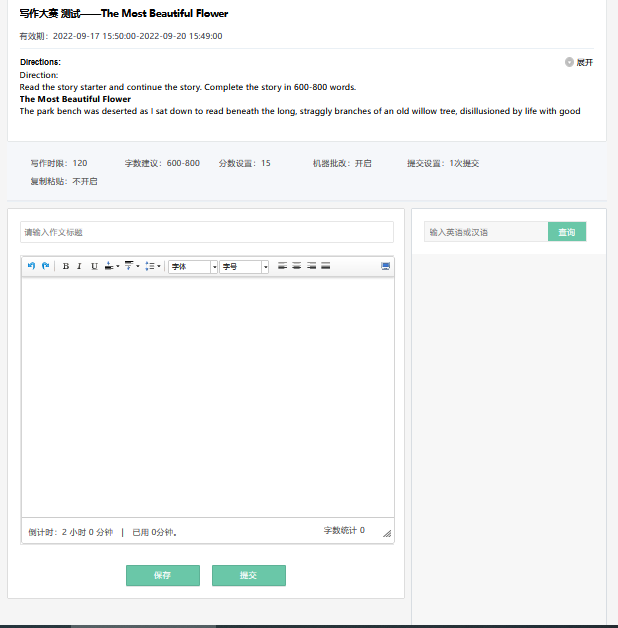 写作大赛 测试——The Most Beautiful Flower
有效期：2022-09-17 15:50:00-2022-09-20 15:49:00
Directions:
展开
Direction:
Read the story starter and continue the story. Complete the story in 600-800 words.
The Most Beautiful Flower
The park bench was deserted as I sat down to read beneath the long, straggly branches of an old willow tree, disillusioned by life with good
写作时限：120 字数建议：600-800 分数设置：15 机器批改：开启 提交设置：1次提交
复制粘贴：不开启
请输入作文标题
输入英语或汉语 查询
B I U 字体 字号
倒计时：2 小时 0 分钟 | 已用 0分钟。 字数统计 0
保存 提交